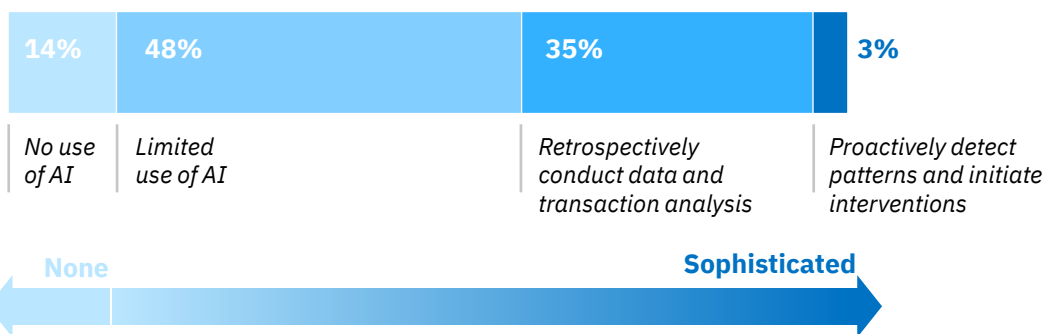 14%
48%
35%
3%
No use
of AI
Limited
use of AI
Retrospectively
conduct data and
transaction analysis
Proactively detect
patterns and initiate
interventions
None
Sophisticated